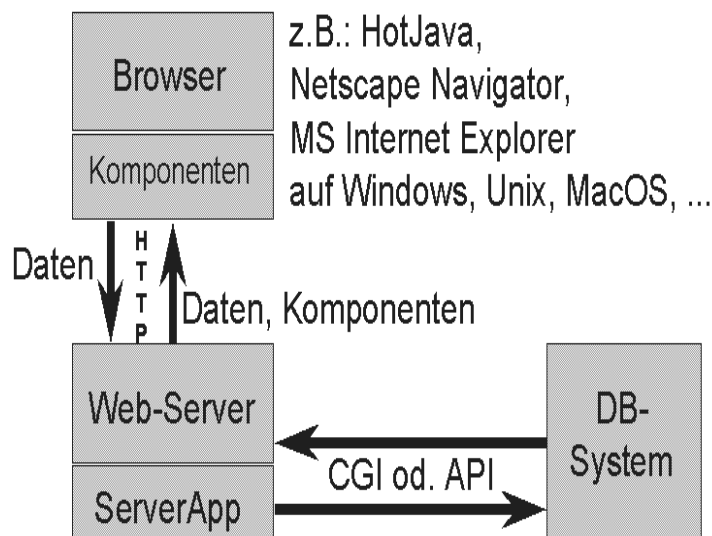 Browser
Komponenten
z.B.: HotJava,
Netscape Navigator,
MS Internet Explorer
auf Windows, Unix, MacOS, ...
Daten
HTTP
Daten, Komponenten
Web-Server
ServerApp
CGI od. API
DB-
System